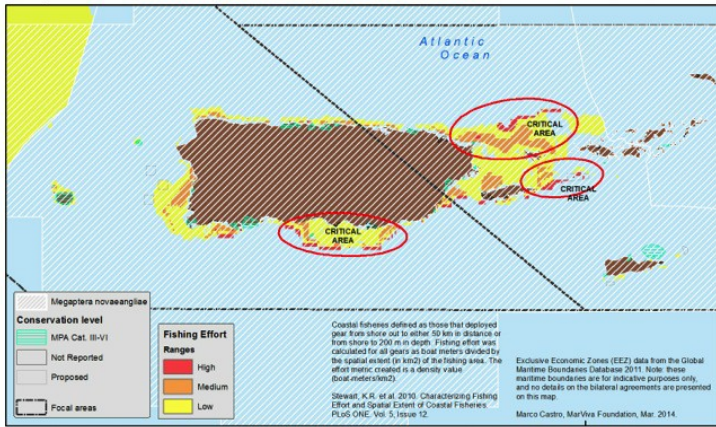 Atlantic
Ocean
CRITICAL
AREA
CRITICAL
AREA
CRITICAL
AREA
Megaptera novaeangliae
Conservation level
MPA Cat. III-VI
Not Reported
Proposed
Focal areas
Fishing Effort
Ranges
High
Medium
Low
Coastal fisheries defined as those that deployed
gear from shore out to either 50 km in distance or
from shore to 200 m in depth. Fishing effort was
calculated for all gears as boat meters divided by
the spatial extent (in km2) of the fishing area. The
effort metric created is a density value
(boat-meters/km2).
Stewart, K.R. et al. 2010. Characterizing Fishing
Effort and Spatial Extent of Coastal Fisheries.
PLoS ONE. Vol. 5, Issue 12.
Exclusive Economic Zones (EEZ) data from the Global
Maritime Boundaries Database 2011. Note: these
maritime boundaries are for indicative purposes only,
and no details on the bilateral agreements are presented
on this map.
Marco Castro, MarViva Foundation, Mar. 2014.